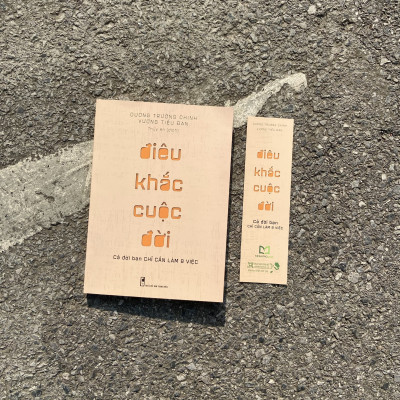 DƯƠNG TRƯỜNG CHINH
VƯƠNG TIỂU ĐAN
điêu
khắc
cuộc
đời
Cả đời bạn CHỈ CẦN LÀM 9 VIỆC
điêu
khắc
cuộc
đời
Cả đời bạn
CHỈ CẦN LÀM 9 VIỆC